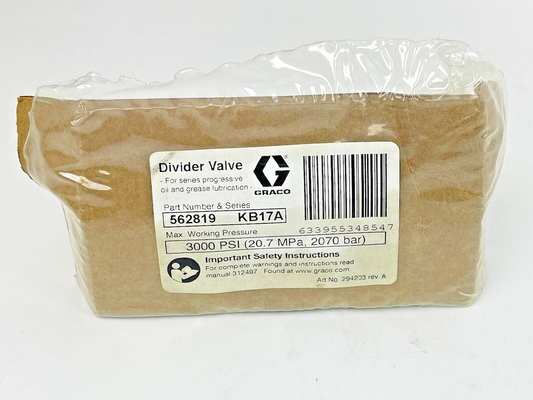 Divider Valve
- For series progressive
oil and grease lubrication -
GRACO
Part Number & Series
562819 KB17A
633955348547
Max. Working Pressure
3000 PSI (20.7 MPa, 2070 bar)
Important Safety Instructions
For complete warnings and instructions read
manual 312497. Found at www.graco.com
Art No. 294203 rev. A